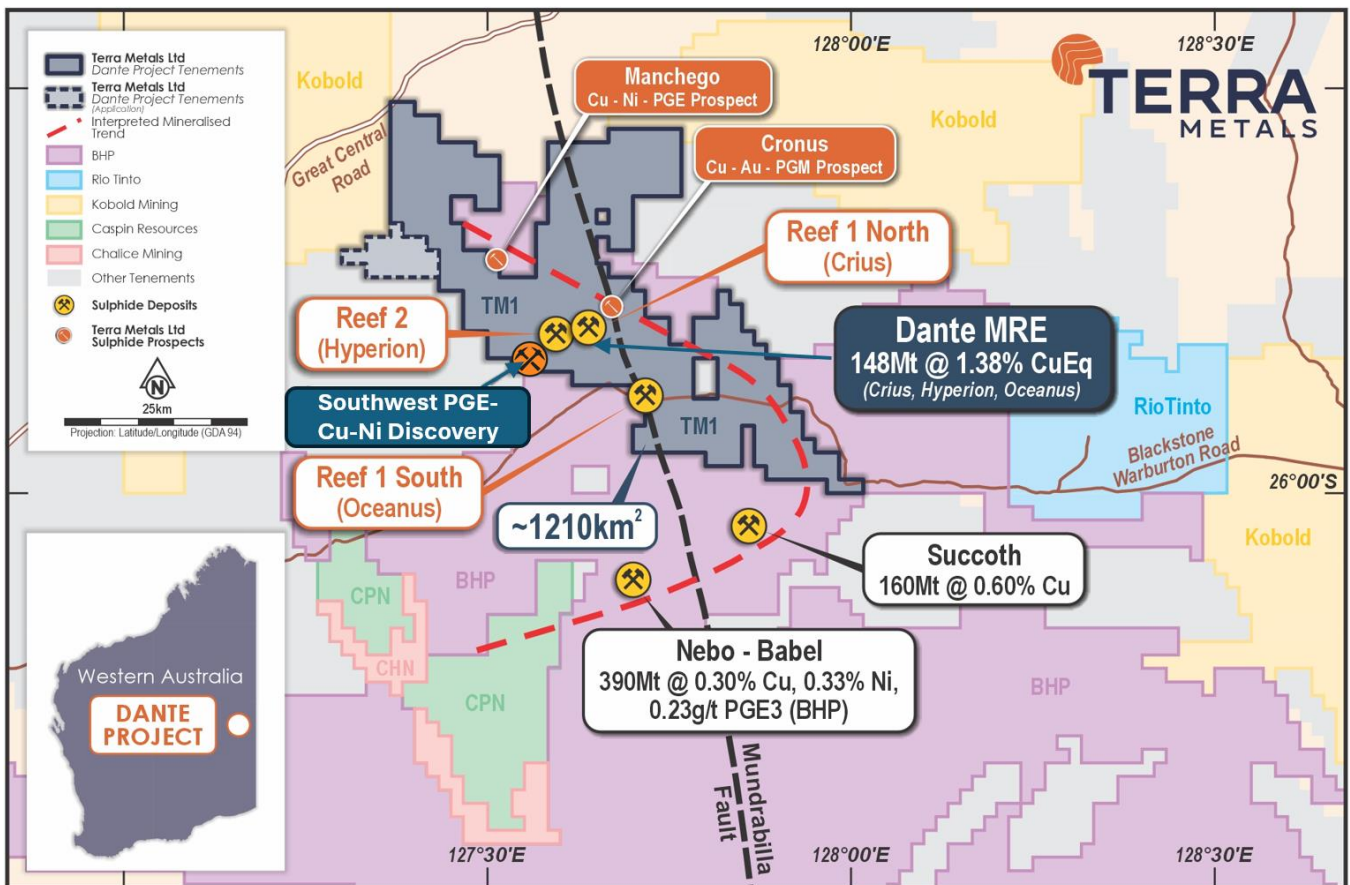 Terra Metals Ltd
Dante Project Tenements
Terra Metals Ltd
Dante Project Tenements
(Application)
Interpreted Mineralised
Trend
BHP
Rio Tinto
Kobold Mining
Caspin Resources
Chalice Mining
Other Tenements
Sulphide Deposits
Terra Metals Ltd
Sulphide Prospects
N
25km
Projection: Latitude/Longitude (GDA 94)
128°00'E
128°30'E
TERRA
METALS
Kobold
Great Central
Road
Manchego
Cu - Ni - PGE Prospect
Kobold
Cronus
Cu - Au - PGM Prospect
Reef 1 North
(Crius)
TM1
Reef 2
(Hyperion)
Dante MRE
148Mt @ 1.38% CuEq
(Crius, Hyperion, Oceanus)
Southwest PGE-
Cu-Ni Discovery
TM1
RioTinto
Blackstone
Warburton Road
Reef 1 South
(Oceanus)
26°00'S
~1210km²
Kobold
Succoth
160Mt @ 0.60% Cu
BHP
CPN
CHN
CPN
Nebo - Babel
390Mt @ 0.30% Cu, 0.33% Ni,
0.23g/t PGE3 (BHP)
BHP
Western Australia
DANTE
PROJECT
Mundrabilla
Fault
127°30'E
128°00'E
128°30'E